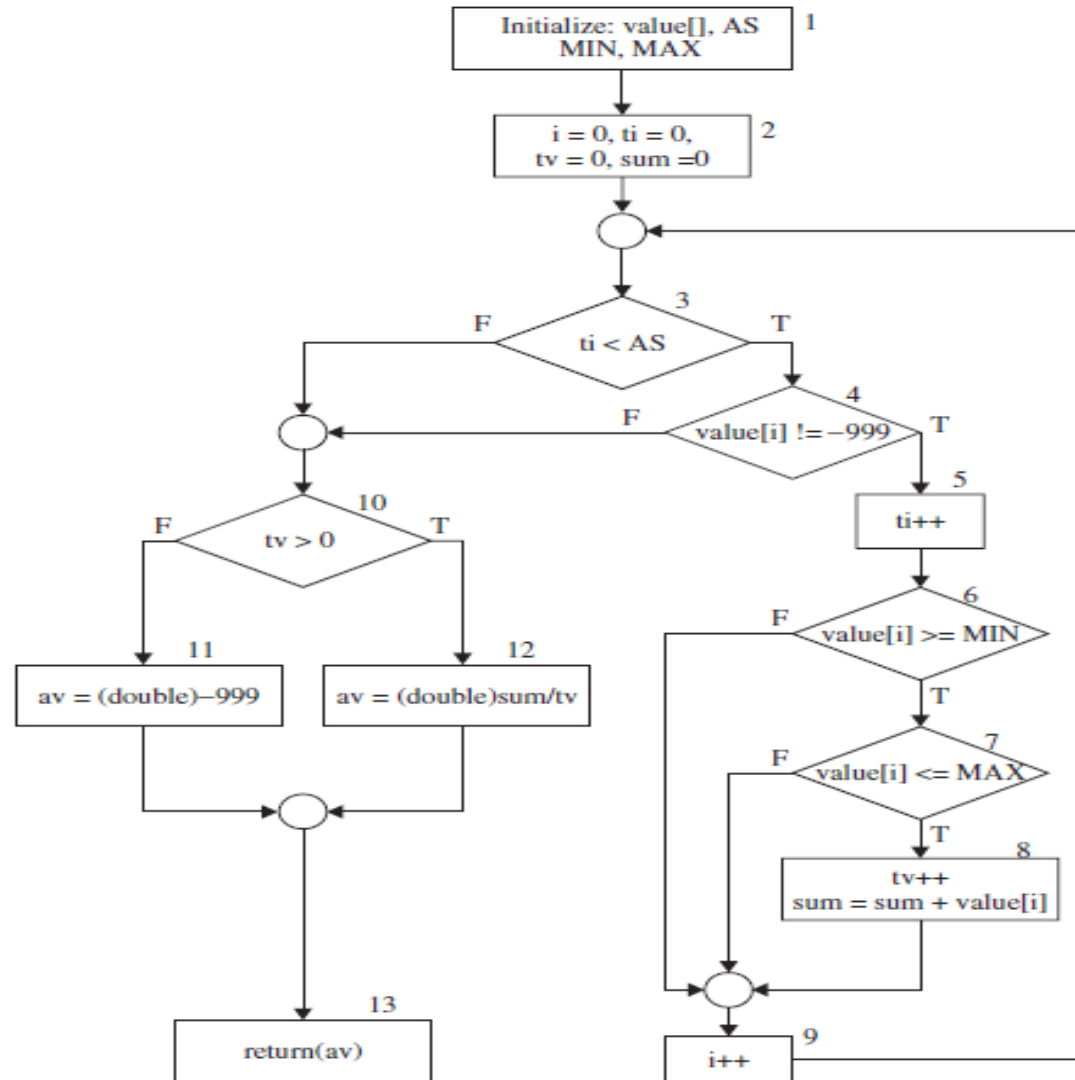 Initialize: value[], AS
MIN, MAX
1
i = 0, ti = 0,
tv = 0, sum =0
2
3
F
T
ti < AS
4
F
T
value[i] != −999
5
ti++
10
F
T
tv > 0
6
F
value[i] >= MIN
T
11
av = (double)−999
12
av = (double)sum/tv
7
F
value[i] <= MAX
T
8
tv++
sum = sum + value[i]
13
return(av)
9
i++